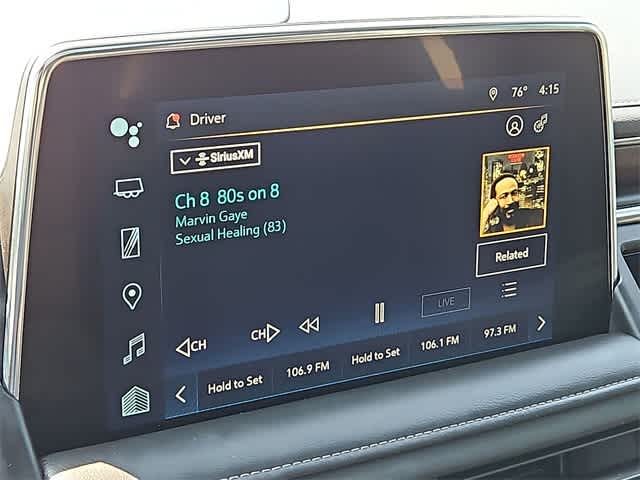 76° 4:15
Driver
SiriusXM
Ch 8 80s on 8
Marvin Gaye
Sexual Healing (83)
Related
LIVE
CH
CH
Hold to Set
106.9 FM
Hold to Set
106.1 FM
97.3 FM